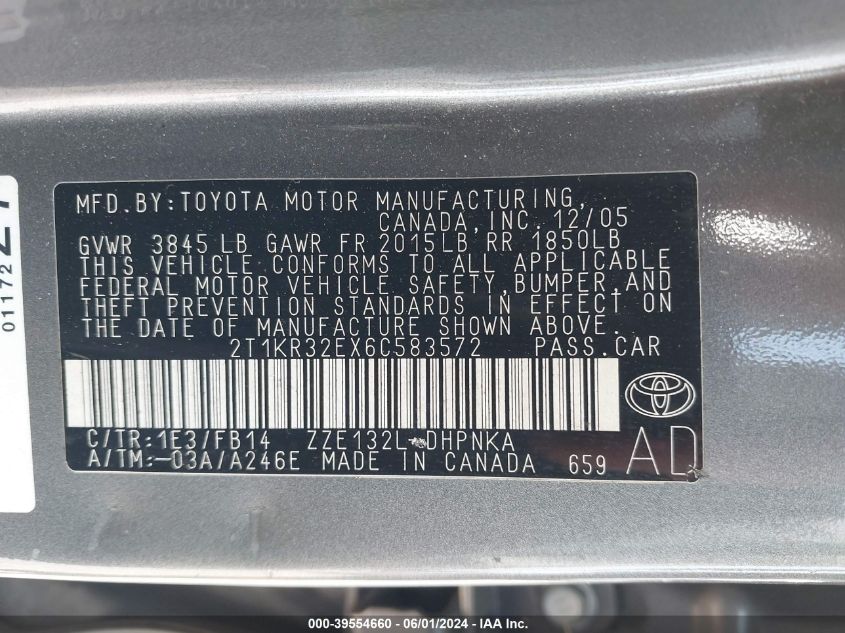 MFD.BY:TOYOTA MOTOR MANUFACTURING,
CANADA,INC. 12/05
GVWR 3845 LB GAWR FR 2015LB RR 1850LB
THIS VEHICLE CONFORMS TO ALL APPLICABLE
FEDERAL MOTOR VEHICLE SAFETY,BUMPER,AND
THEFT PREVENTION STANDARDS IN EFFECT ON
THE DATE OF MANUFACTURE SHOWN ABOVE.
2T1KR32EX6C583572 PASS.CAR
C/TR:1E3/FB14 ZZE132L-DHPNKA
A/TM:-03A/A246E MADE IN CANADA 659
AD
01172
000-39554660 / 06/01/2024 - IAA Inc.